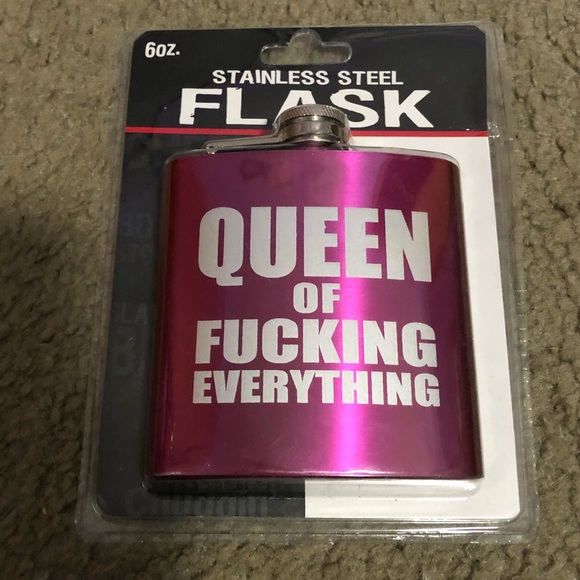 6oz.
STAINLESS STEEL
FLASK
QUEEN
OF
FUCKING
EVERYTHING